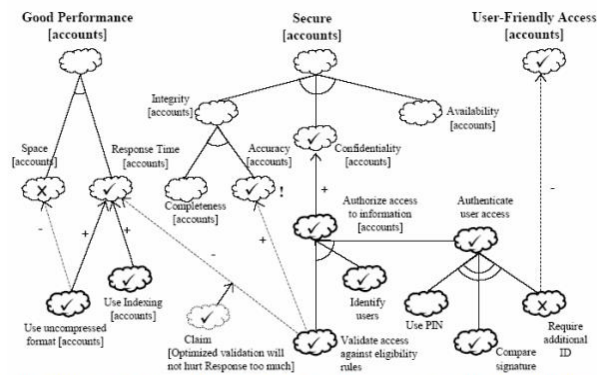 Good Performance
[accounts]
Secure
[accounts]
User-Friendly Access
[accounts]
Integrity
[accounts]
Availability
[accounts]
Space
[accounts]
Response Time
[accounts]
Accuracy
[accounts]
Confidentiality
[accounts]
X
!
Completeness
[accounts]
+
Authorize access
to information
[accounts]
Authenticate
user access
-
-
+
+
-
+
Use Indexing
[accounts]
Identify
users
Use PIN
X
Use uncompressed
format [accounts]
Claim
[Optimized validation will
not hurt Response too much]
Validate access
against eligibility
rules
Compare
signature
Require
additional
ID